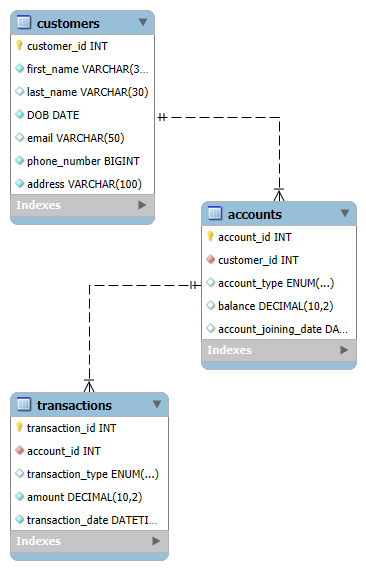 customers
customer_id INT
first_name VARCHAR(3...
last_name VARCHAR(30)
DOB DATE
email VARCHAR(50)
phone_number BIGINT
address VARCHAR(100)
Indexes
accounts
account_id INT
customer_id INT
account_type ENUM(...)
balance DECIMAL(10,2)
account_joining_date DA...
Indexes
transactions
transaction_id INT
account_id INT
transaction_type ENUM(...)
amount DECIMAL(10,2)
transaction_date DATETI...
Indexes